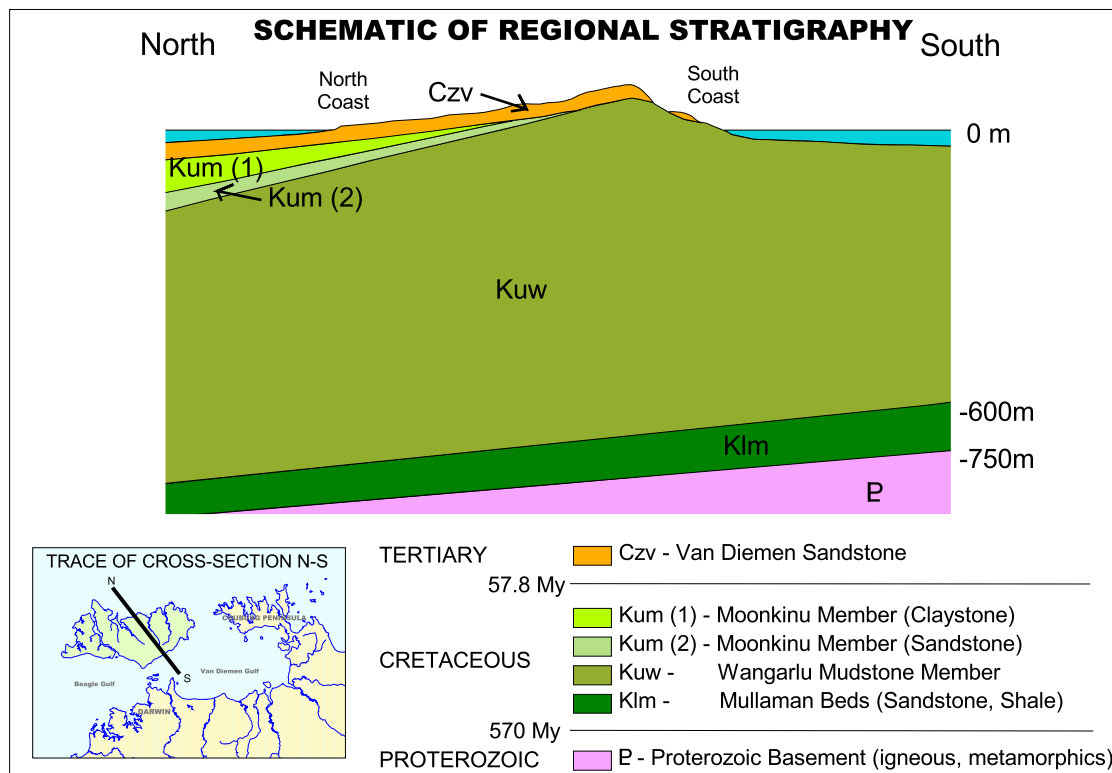 SCHEMATIC OF REGIONAL STRATIGRAPHY
North
South
North
Coast
Czv
South
Coast
0 m
Kum (1)
Kum (2)
Kuw
-600m
Klm
-750m
P
TRACE OF CROSS-SECTION N-S
N
COUBURG PENINSULA
Van Diemen Gulf
S
Beagle Gulf
DARWIN
TERTIARY
Czv - Van Diemen Sandstone
57.8 My
Kum (1) - Moonkinu Member (Claystone)
Kum (2) - Moonkinu Member (Sandstone)
CRETACEOUS
Kuw - Wangarlu Mudstone Member
Klm - Mullaman Beds (Sandstone, Shale)
570 My
PROTEROZOIC
P - Proterozoic Basement (igneous, metamorphics)